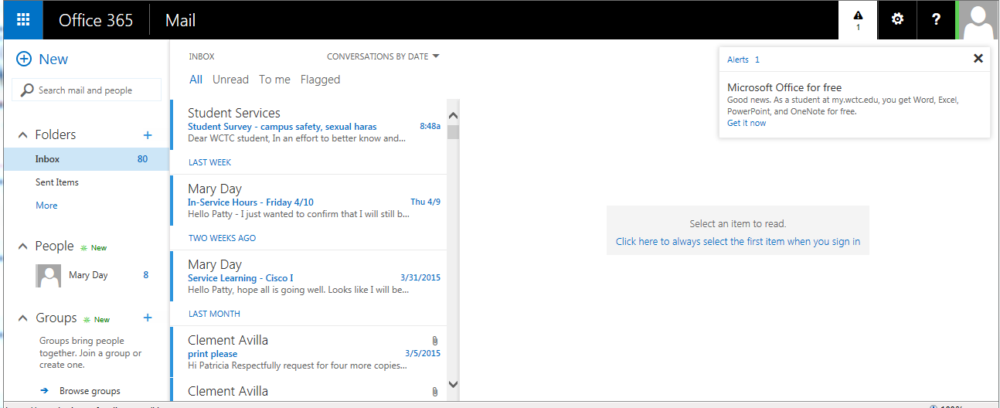 Office 365
Mail
1
?
New
Search mail and people
Folders
Inbox 80
Sent Items
More
People New
Mary Day 8
Groups New
Groups bring people
together. Join a group or
create one.
Browse groups
INBOX CONVERSATIONS BY DATE
All Unread To me Flagged
Student Services
Student Survey - campus safety, sexual haras 8:48a
Dear WCTC student, In an effort to better know and...
LAST WEEK
Mary Day
In-Service Hours - Friday 4/10 Thu 4/9
Hello Patty - I just wanted to confirm that I will still b...
TWO WEEKS AGO
Mary Day
Service Learning - Cisco I 3/31/2015
Hello Patty, hope all is going well. Looks like I will be...
LAST MONTH
Clement Avilla
print please 3/5/2015
Hi Patricia Respectfully request for four more copies...
Clement Avilla
Alerts 1
Microsoft Office for free
Good news. As a student at my.wctc.edu, you get Word, Excel,
PowerPoint, and OneNote for free.
Get it now
Select an item to read.
Click here to always select the first item when you sign in